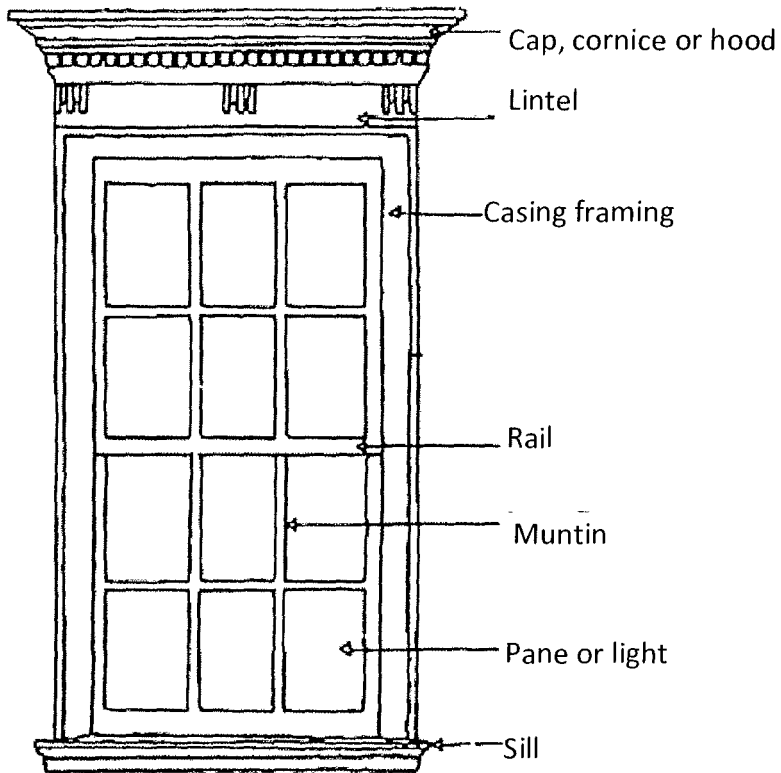 Cap, cornice or hood
Lintel
Casing framing
Rail
Muntin
Pane or light
Sill